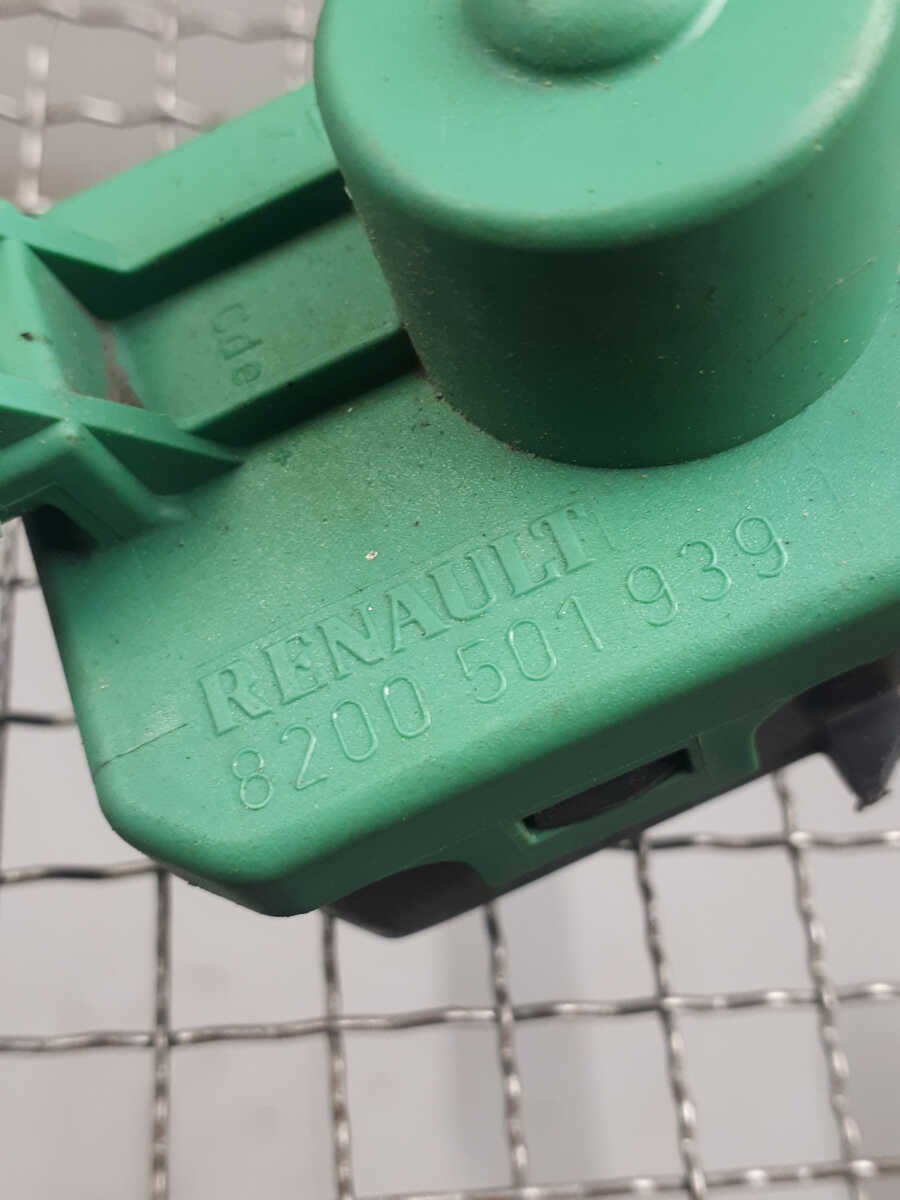 Cde
RENAULT
8200 501 939